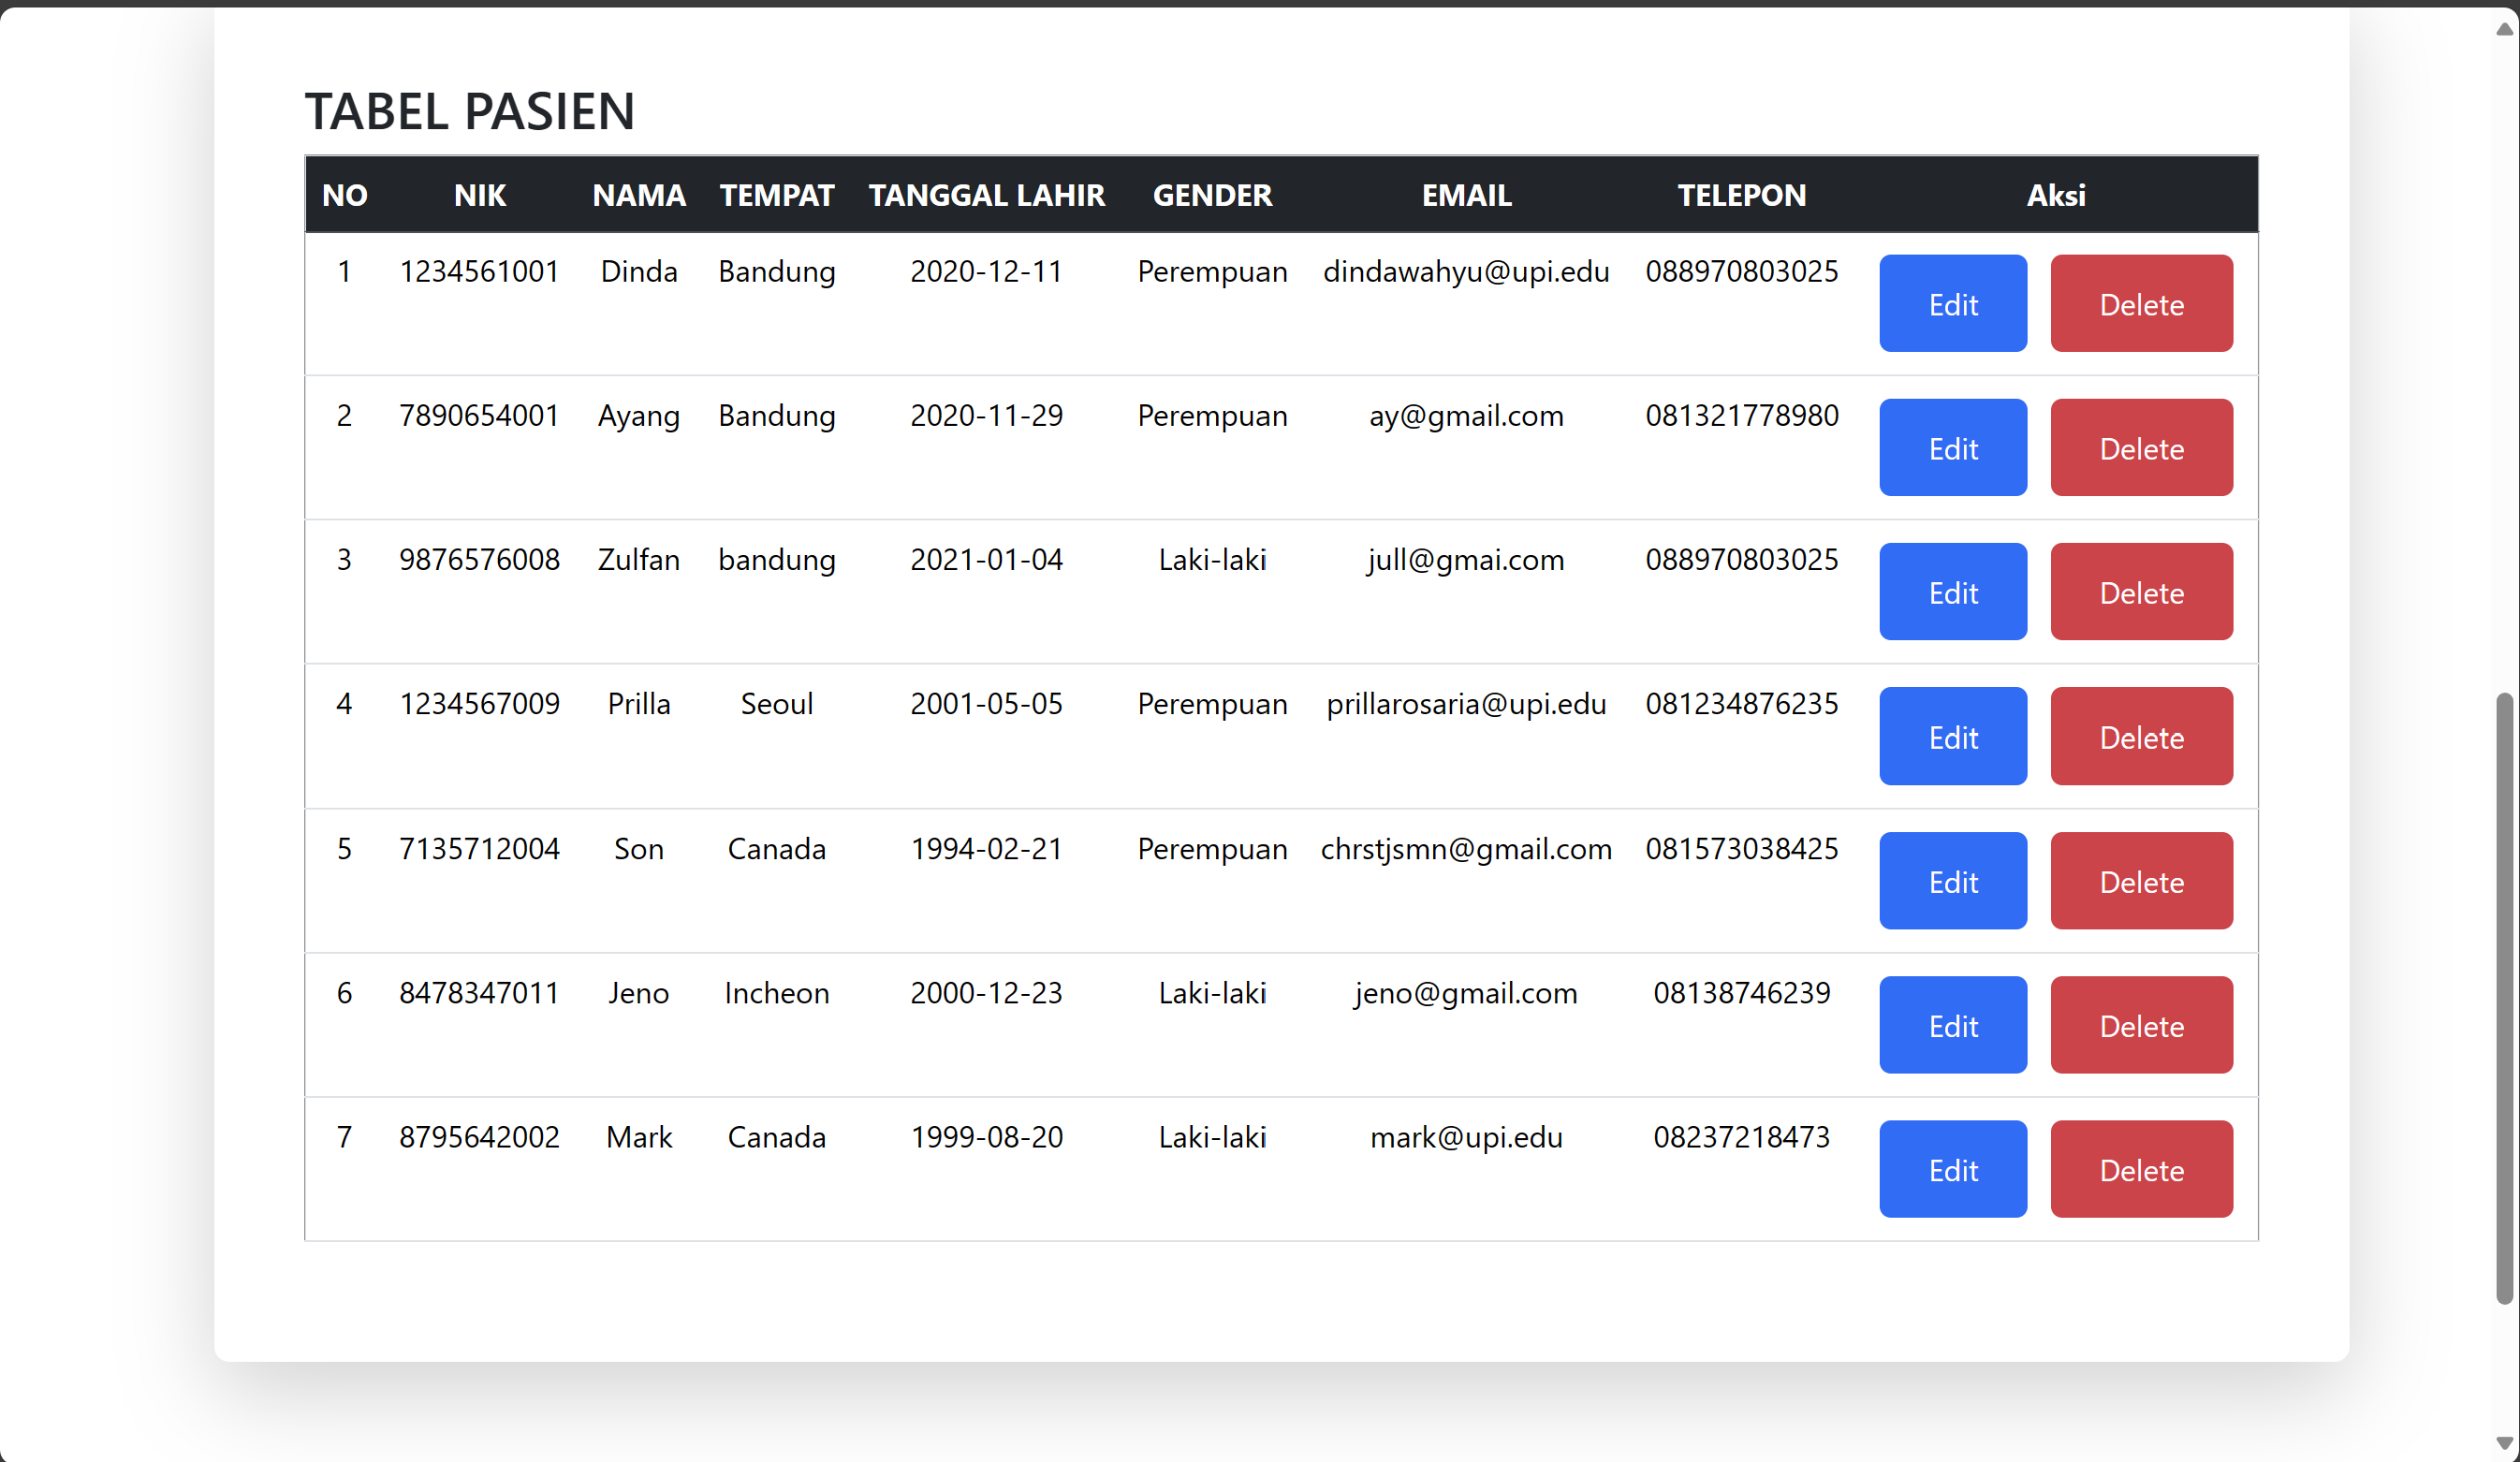 TABEL PASIEN
NO NIK NAMA TEMPAT TANGGAL LAHIR GENDER EMAIL TELEPON Aksi
1 1234561001 Dinda Bandung 2020-12-11 Perempuan dindawahyu@upi.edu 088970803025 Edit Delete
2 7890654001 Ayang Bandung 2020-11-29 Perempuan ay@gmail.com 081321778980 Edit Delete
3 9876576008 Zulfan bandung 2021-01-04 Laki-laki jull@gmai.com 088970803025 Edit Delete
4 1234567009 Prilla Seoul 2001-05-05 Perempuan prillarosaria@upi.edu 081234876235 Edit Delete
5 7135712004 Son Canada 1994-02-21 Perempuan chrstjsmn@gmail.com 081573038425 Edit Delete
6 8478347011 Jeno Incheon 2000-12-23 Laki-laki jeno@gmail.com 08138746239 Edit Delete
7 8795642002 Mark Canada 1999-08-20 Laki-laki mark@upi.edu 08237218473 Edit Delete